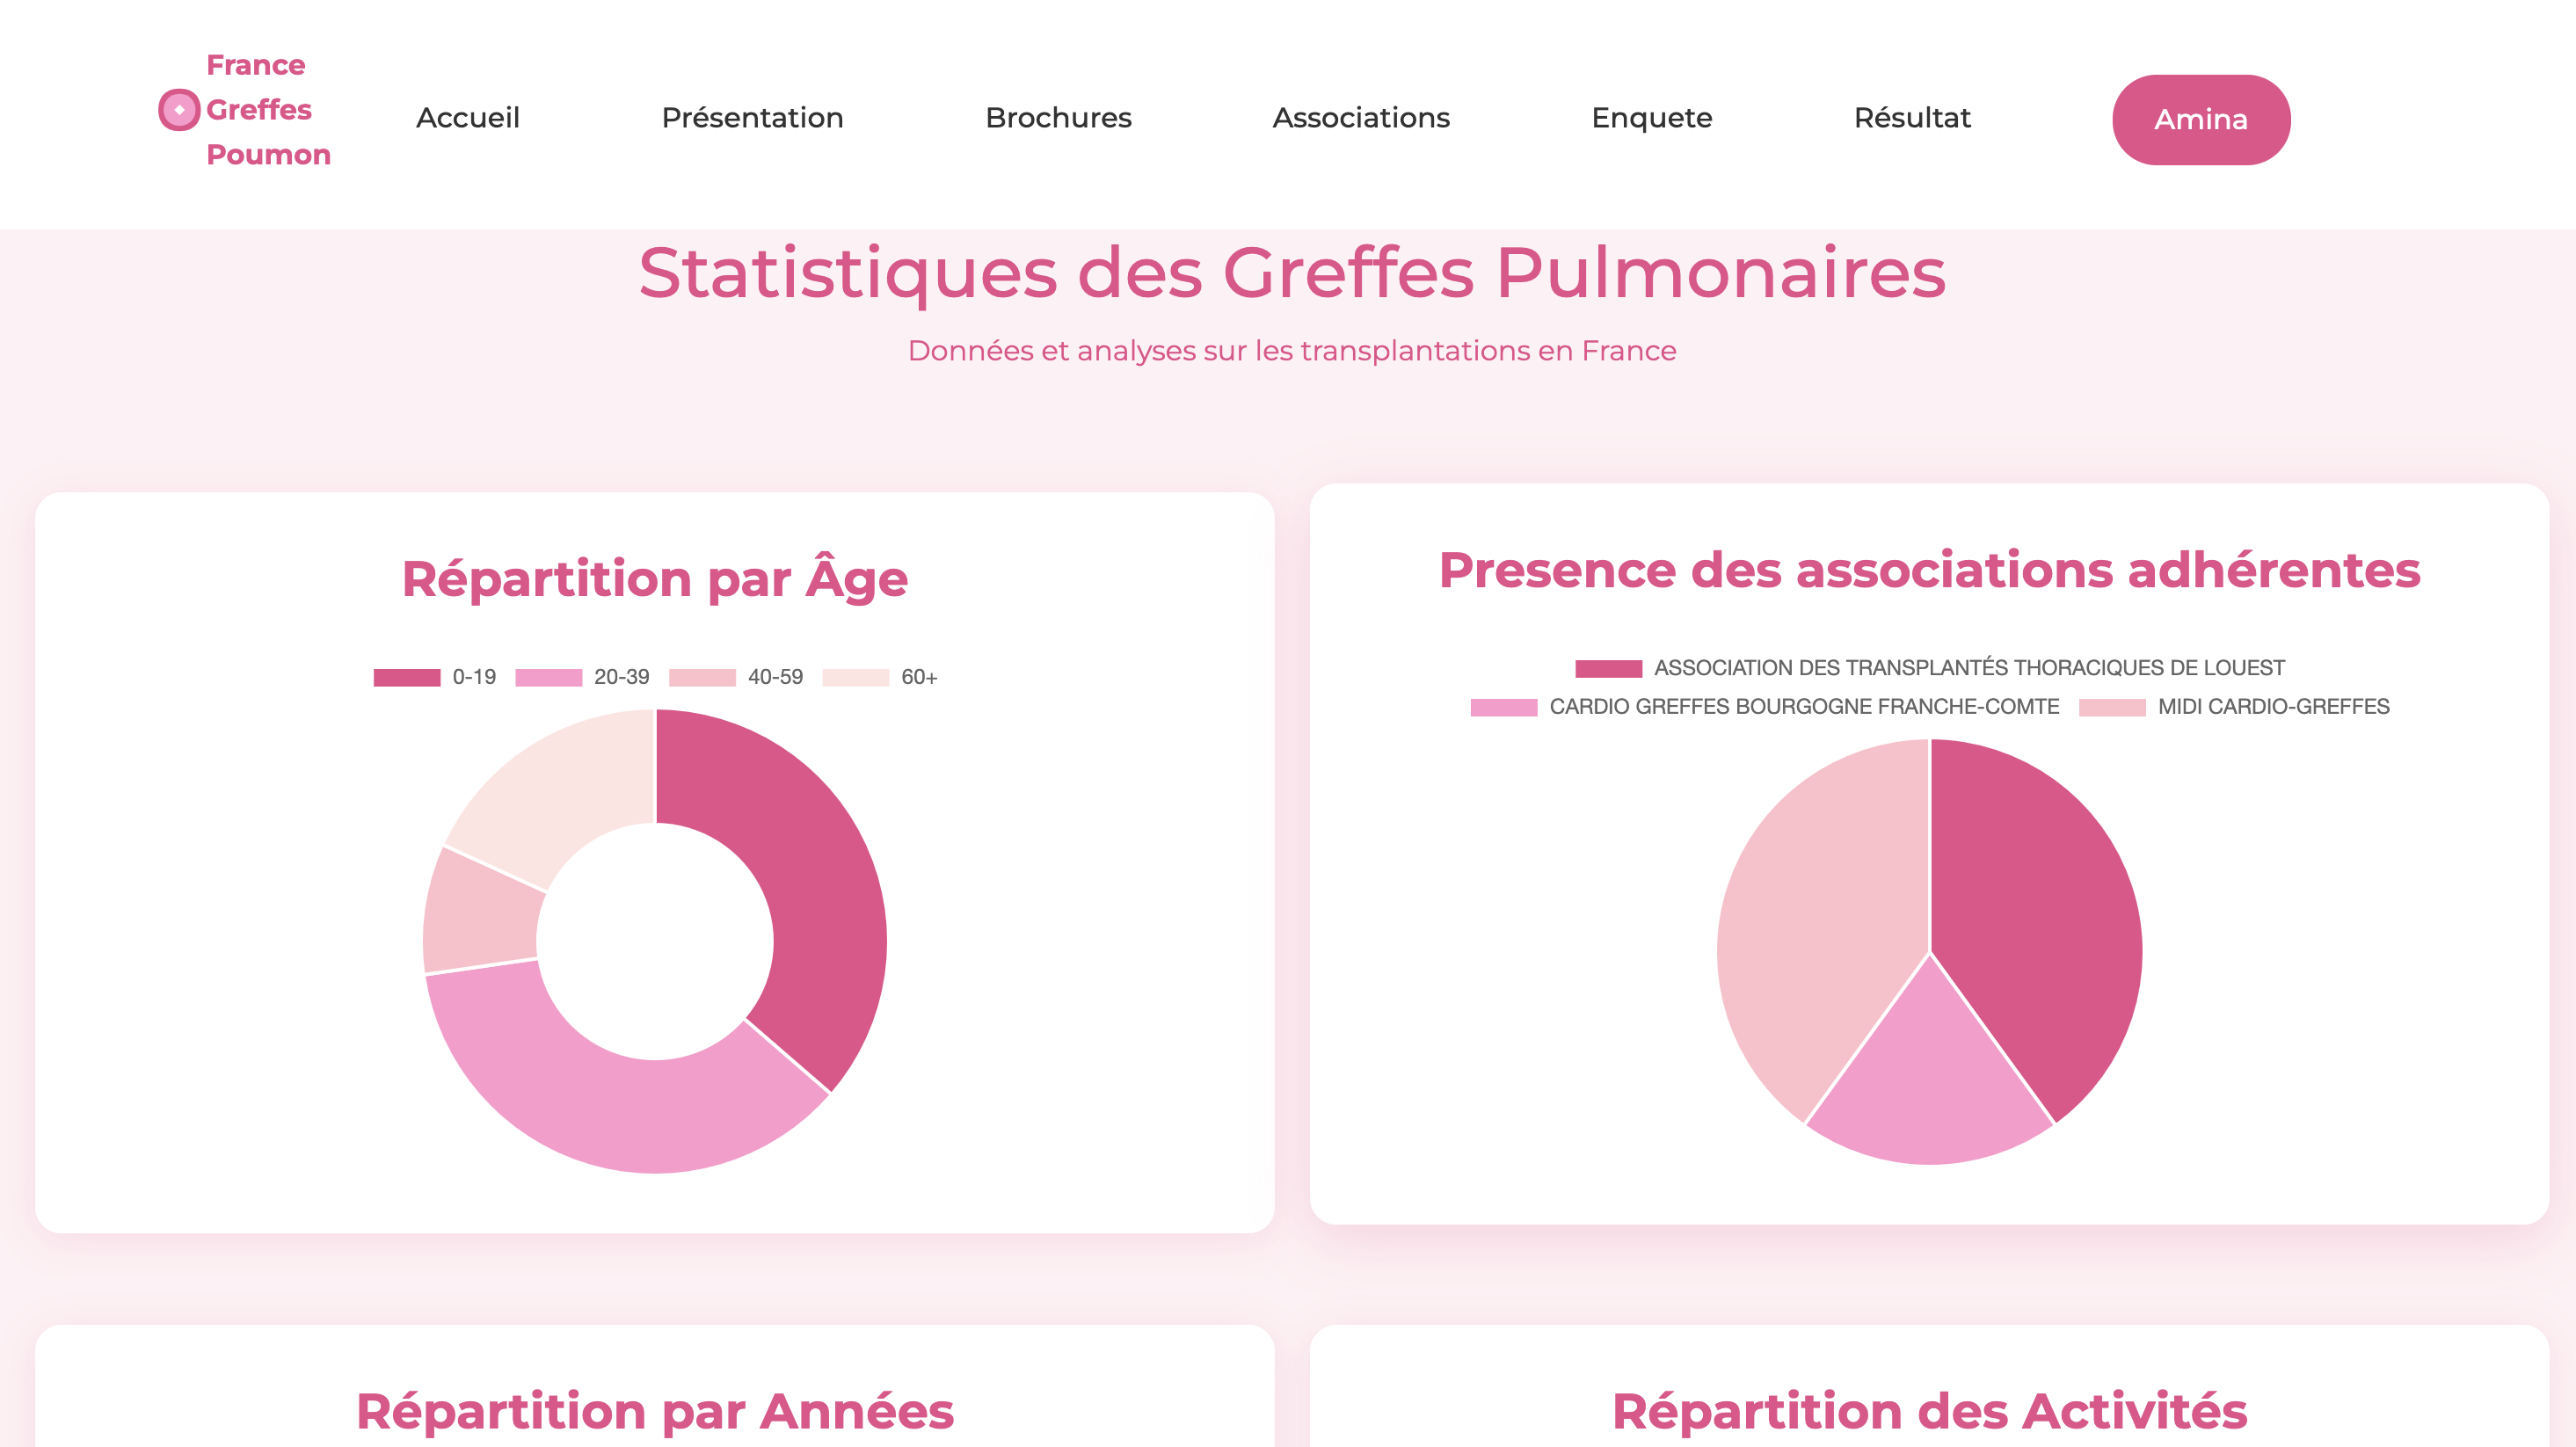 France
Greffes
Poumon
Accueil
Présentation
Brochures
Associations
Enquete
Résultat
Amina
Statistiques des Greffes Pulmonaires
Données et analyses sur les transplantations en France
Répartition par Âge
0-19 20-39 40-59 60+
Presence des associations adhérentes
ASSOCIATION DES TRANSPLANTÉS THORACIQUES DE LOUEST
CARDIO GREFFES BOURGOGNE FRANCHE-COMTE MIDI CARDIO-GREFFES
Répartition par Années
Répartition des Activités